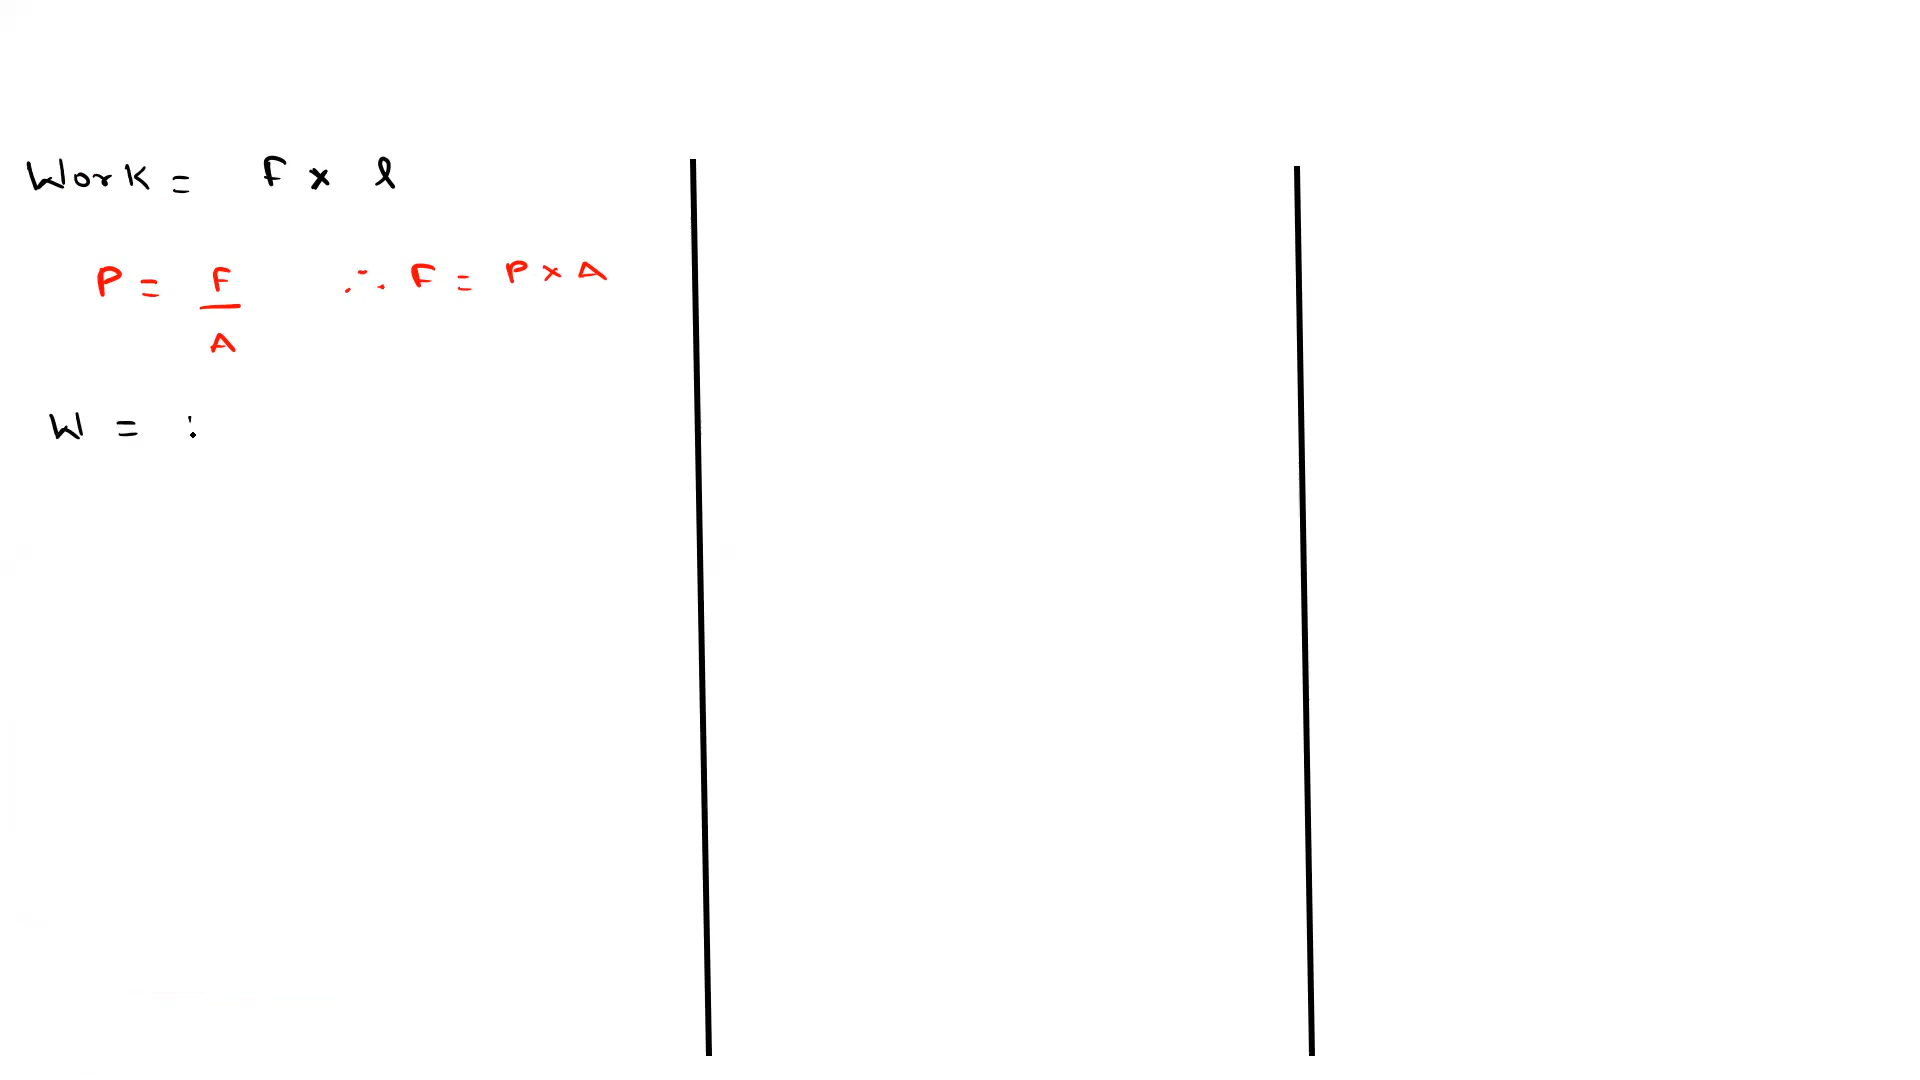 Work = F × l
P = F/A ∴ F = P × A
W =